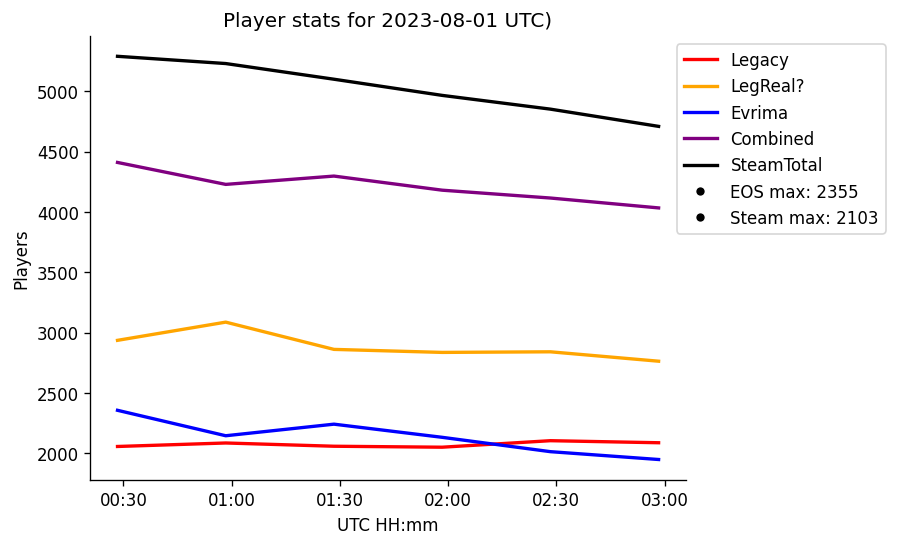 Player stats for 2023-08-01 UTC)
Legacy
LegReal?
Evrima
Combined
SteamTotal
EOS max: 2355
Steam max: 2103
Players
5000
4500
4000
3500
3000
2500
2000
00:30 01:00 01:30 02:00 02:30 03:00
UTC HH:mm